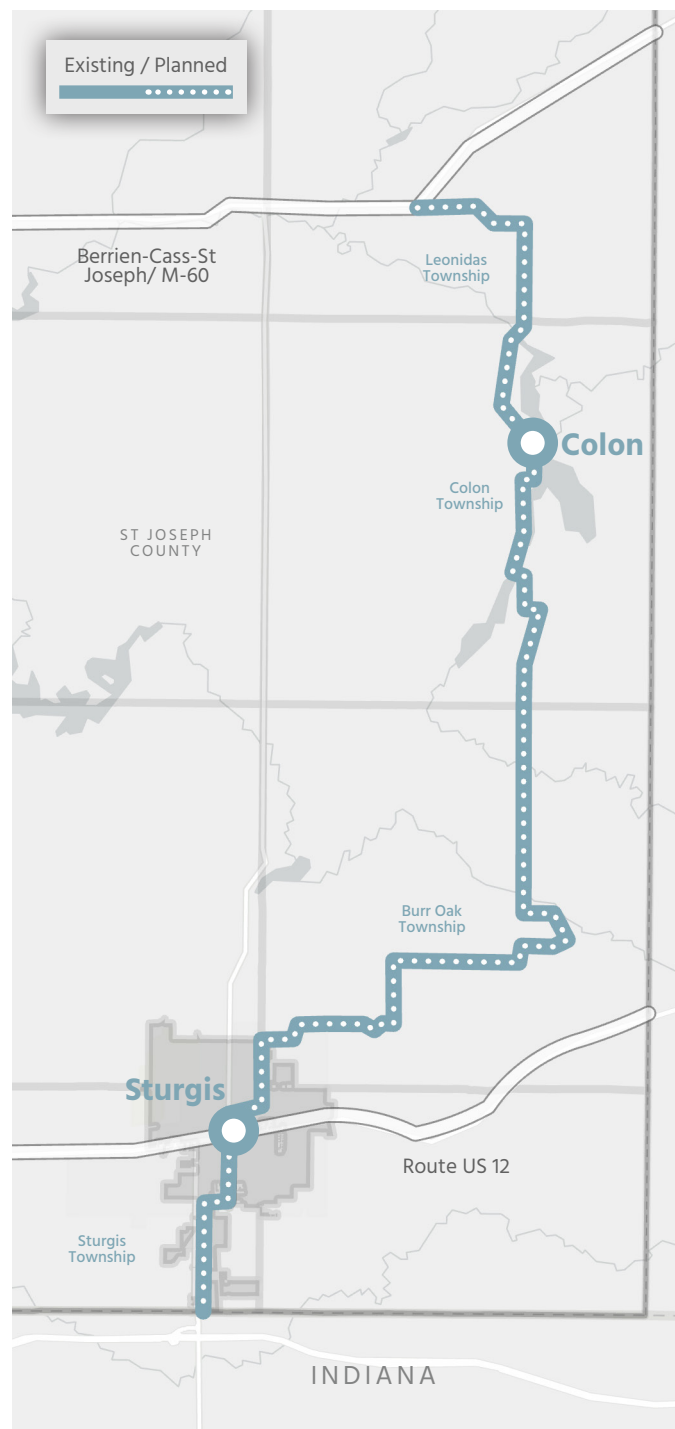 Existing / Planned
Berrien-Cass-St
Joseph/ M-60
Leonidas
Township
Colon
Colon
Township
ST JOSEPH
COUNTY
Burr Oak
Township
Sturgis
Route US 12
Sturgis
Township
INDIANA